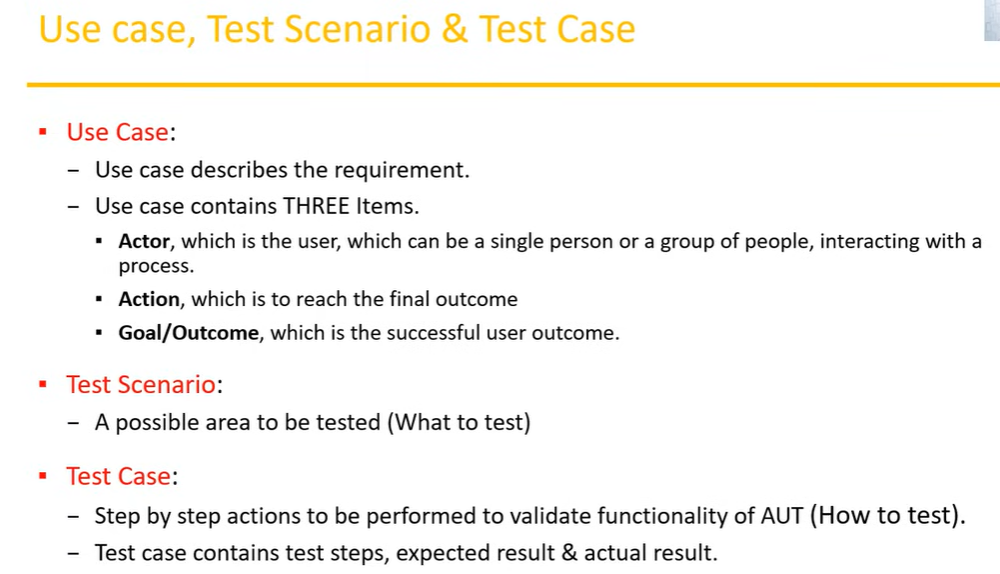 Use case, Test Scenario & Test Case
▪ Use Case:
– Use case describes the requirement.
– Use case contains THREE Items.
▪ Actor, which is the user, which can be a single person or a group of people, interacting with a
process.
▪ Action, which is to reach the final outcome
▪ Goal/Outcome, which is the successful user outcome.
▪ Test Scenario:
– A possible area to be tested (What to test)
▪ Test Case:
– Step by step actions to be performed to validate functionality of AUT (How to test).
– Test case contains test steps, expected result & actual result.